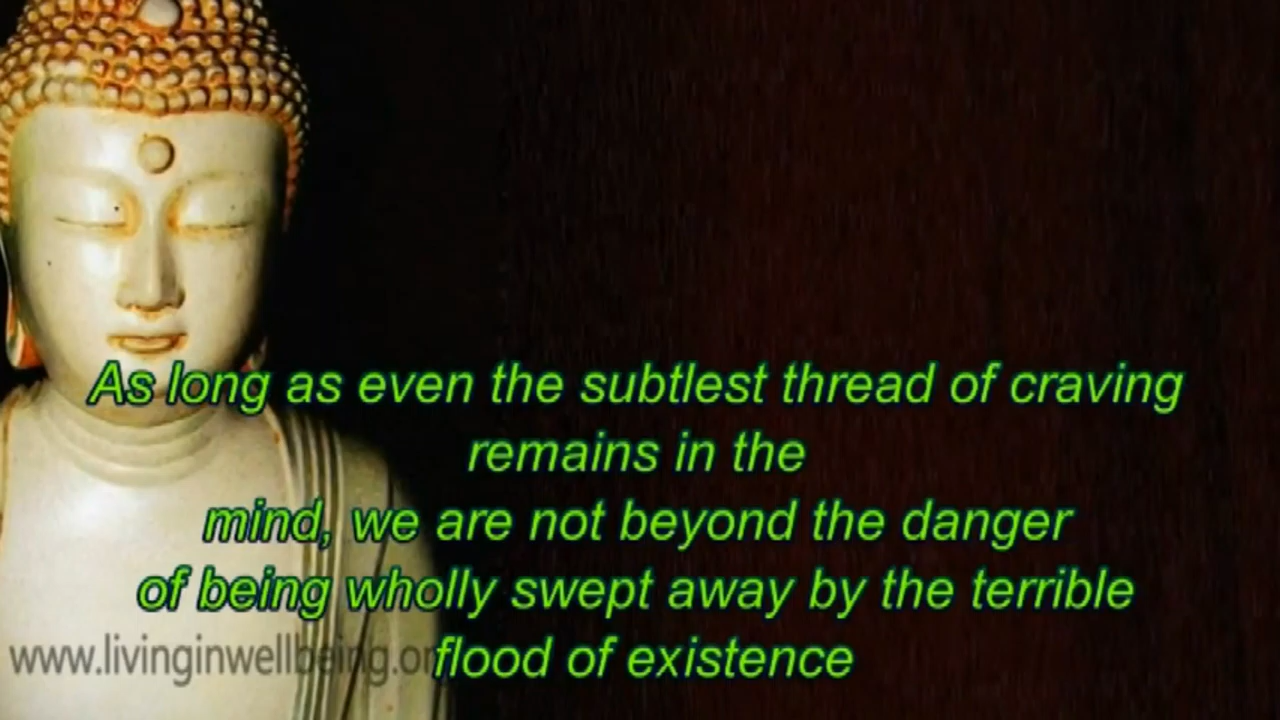 As long as even the subtlest thread of craving
remains in the
mind, we are not beyond the danger
of being wholly swept away by the terrible
flood of existence
www.livinginwellbeing.or